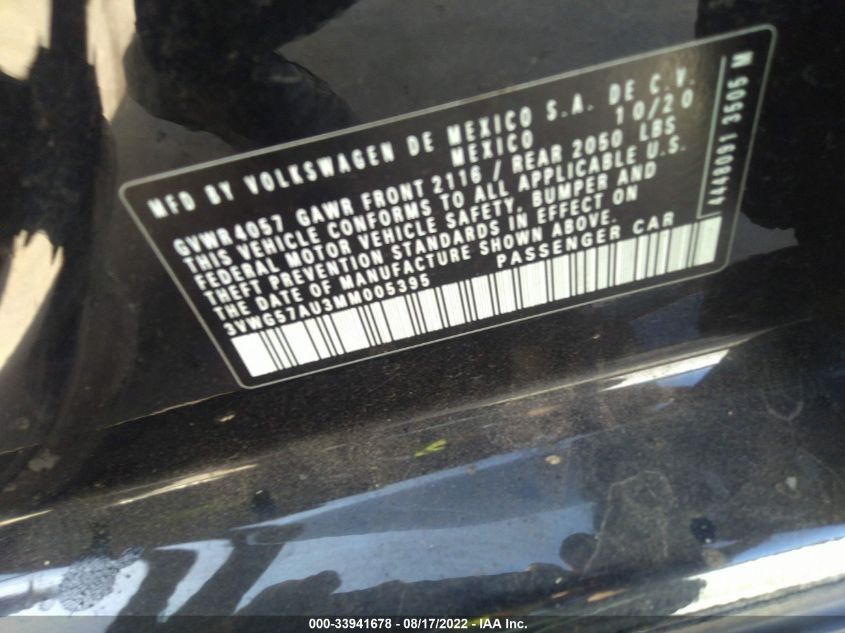 MFD BY VOLKSWAGEN DE MEXICO S.A. DE C.V.
MEXICO 10/20
GVWR 4057 GAWR FRONT 2116 / REAR 2050 LBS
THIS VEHICLE CONFORMS TO ALL APPLICABLE U.S.
FEDERAL MOTOR VEHICLE SAFETY, BUMPER AND
THEFT PREVENTION STANDARDS IN EFFECT ON
THE DATE OF MANUFACTURE SHOWN ABOVE.
3VWG57AU3MM005395 PASSENGER CAR
4448091 3505 M
000-33941678 - 08/17/2022 - IAA Inc.